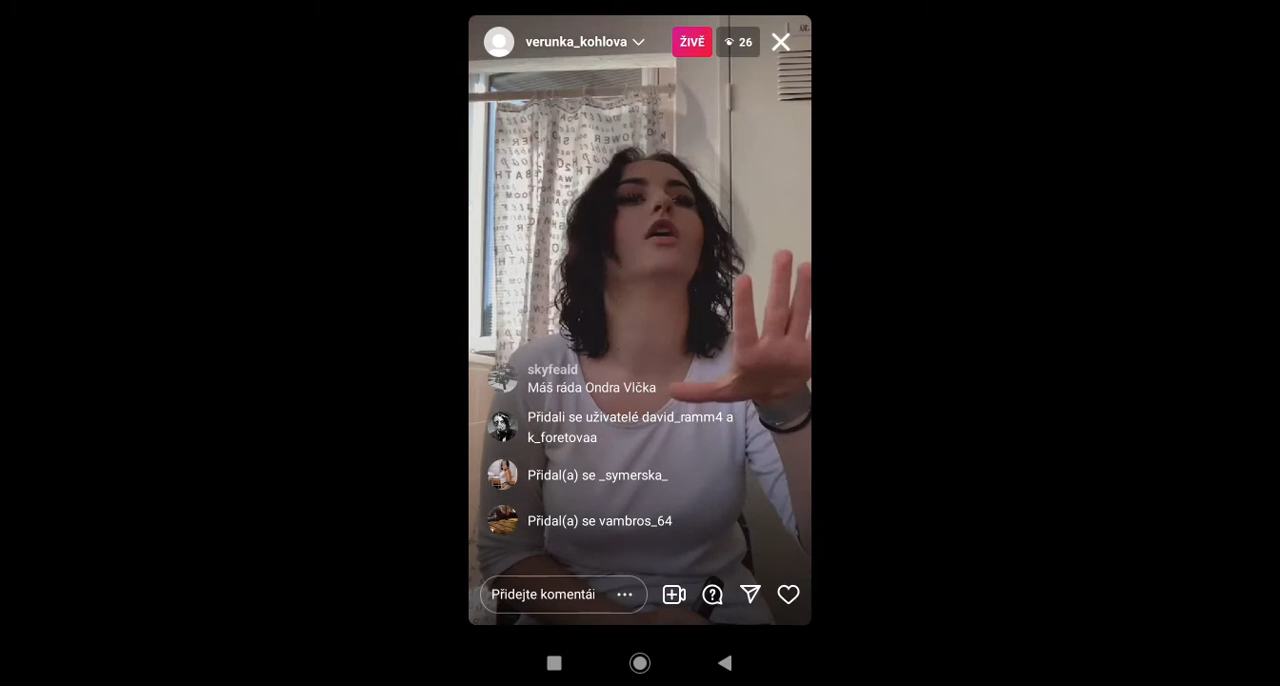 verunka_kohlova
ŽIVĚ
26
skyfeald
Máš ráda Ondra Vlčka
Přidali se uživatelé david_ramm4 a
k_foretovaa
Přidal(a) se _symerska_
Přidal(a) se vambros_64
Přidejte komentář